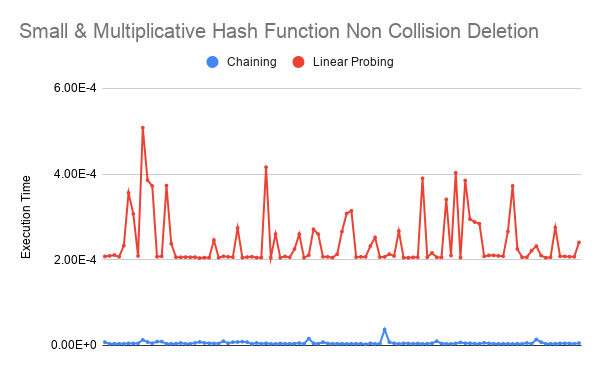 Small & Multiplicative Hash Function Non Collision Deletion
Chaining Linear Probing
6.00E-4
4.00E-4
2.00E-4
0.00E+0
Execution Time